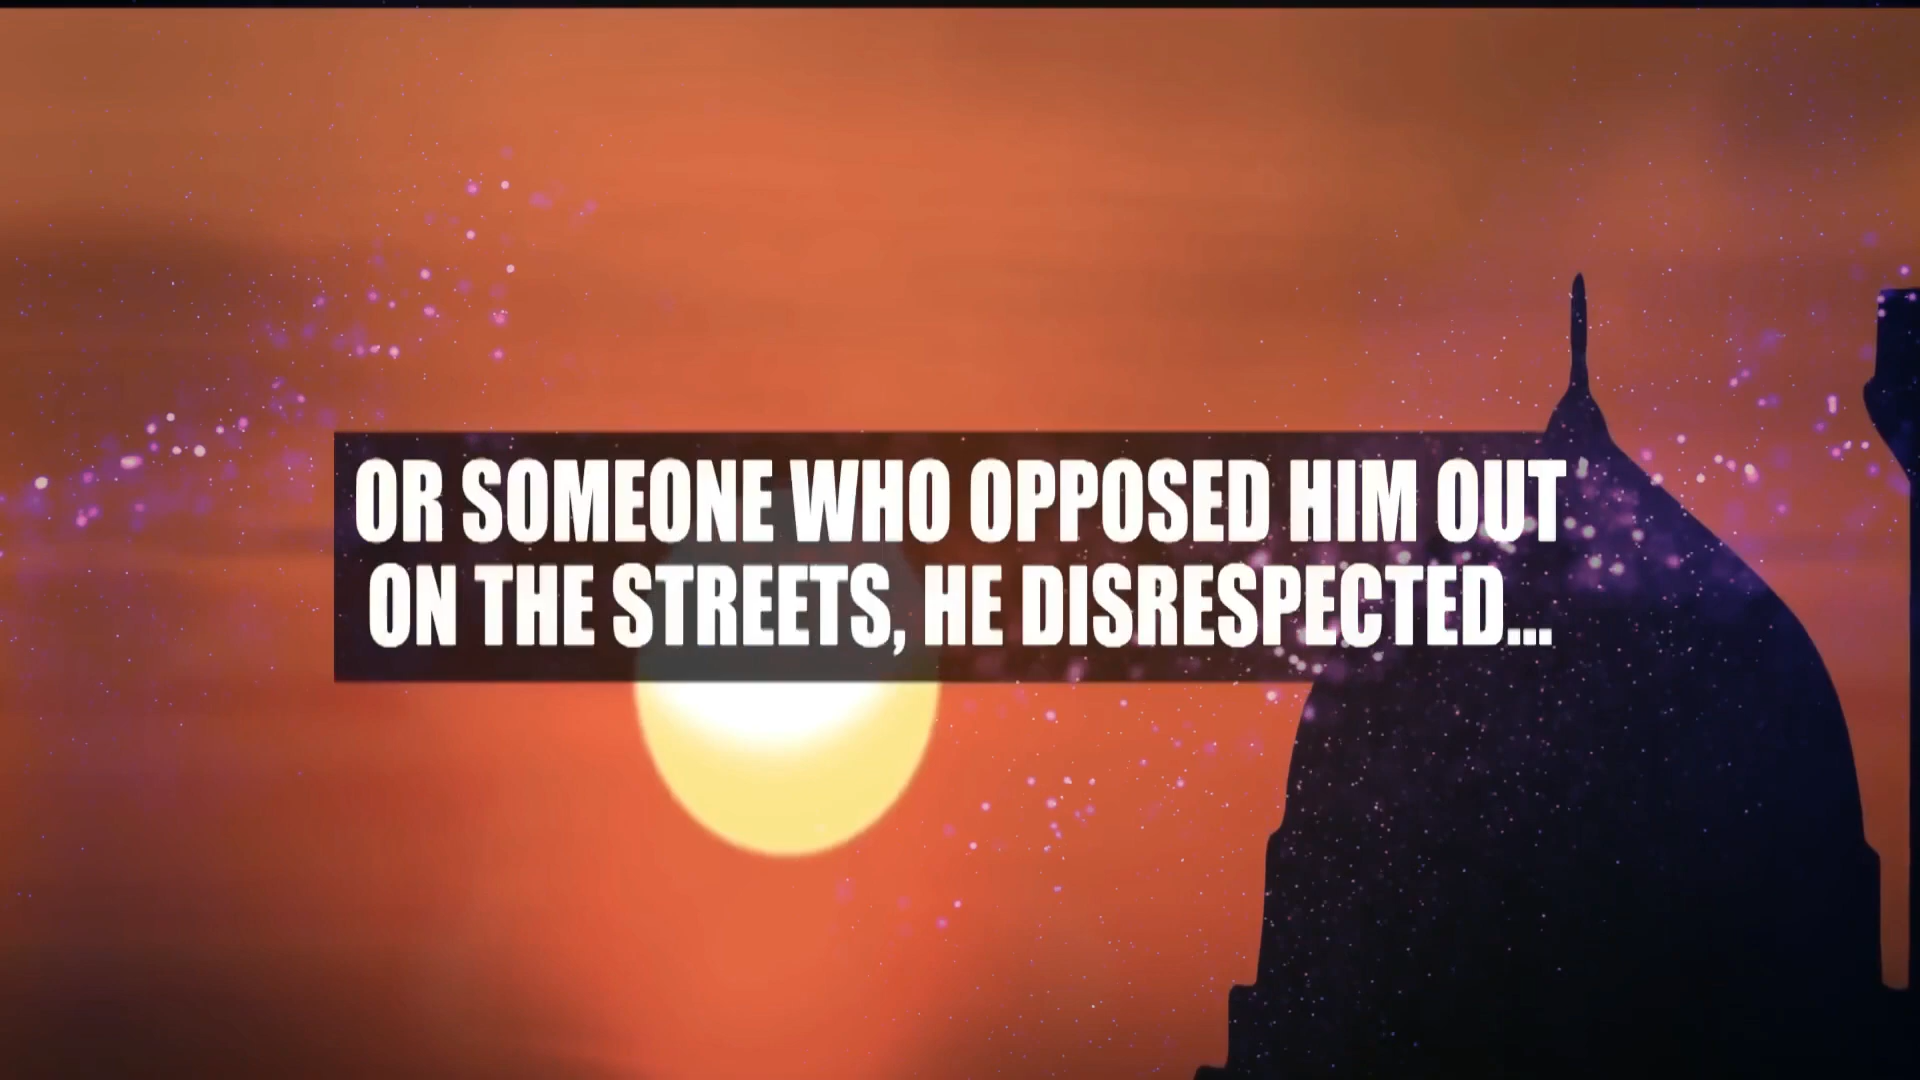 OR SOMEONE WHO OPPOSED HIM OUT
ON THE STREETS, HE DISRESPECTED...